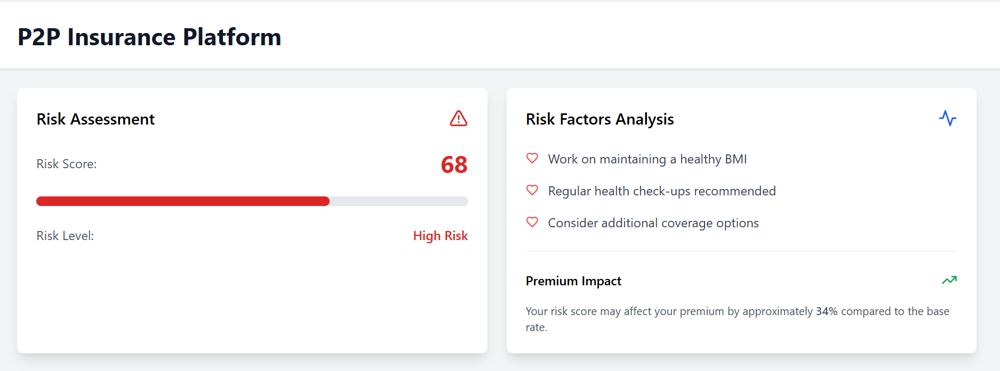 P2P Insurance Platform
Risk Assessment
Risk Score:
68
Risk Level:
High Risk
Risk Factors Analysis
Work on maintaining a healthy BMI
Regular health check-ups recommended
Consider additional coverage options
Premium Impact
Your risk score may affect your premium by approximately 34% compared to the base
rate.